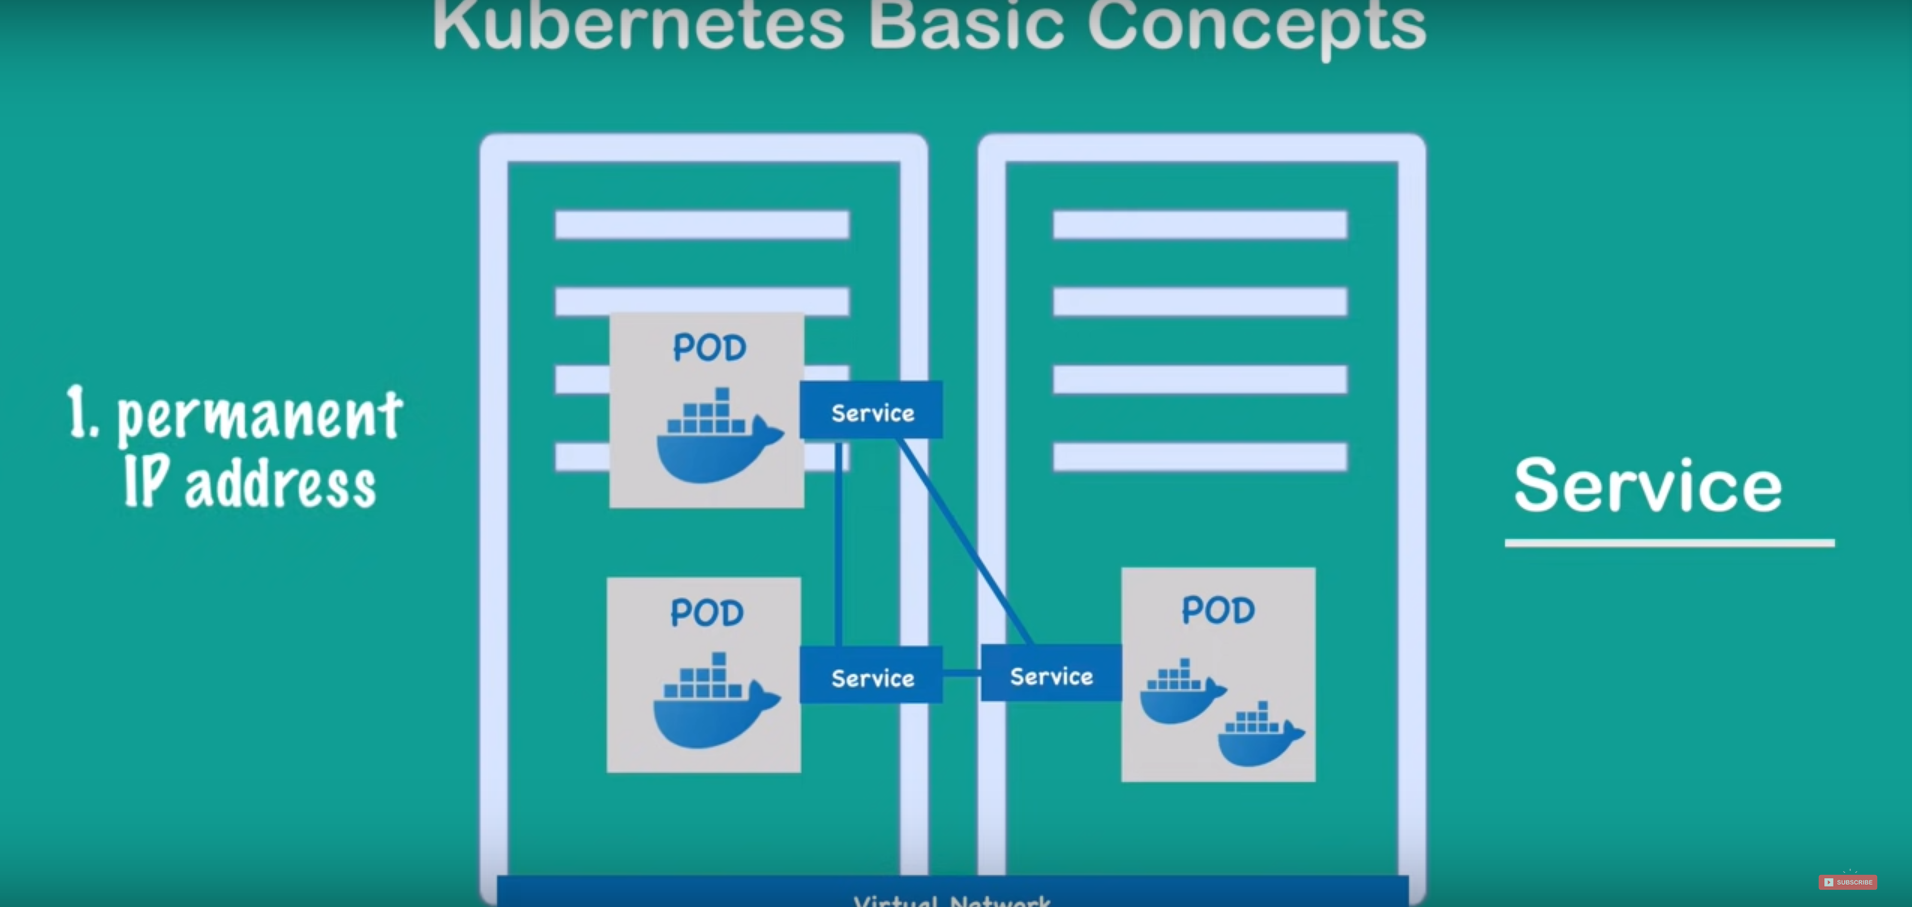 Kubernetes Basic Concepts
POD
Service
1. permanent
IP address
Service
POD
POD
Service
Service
Virtual Network
SUBSCRIBE